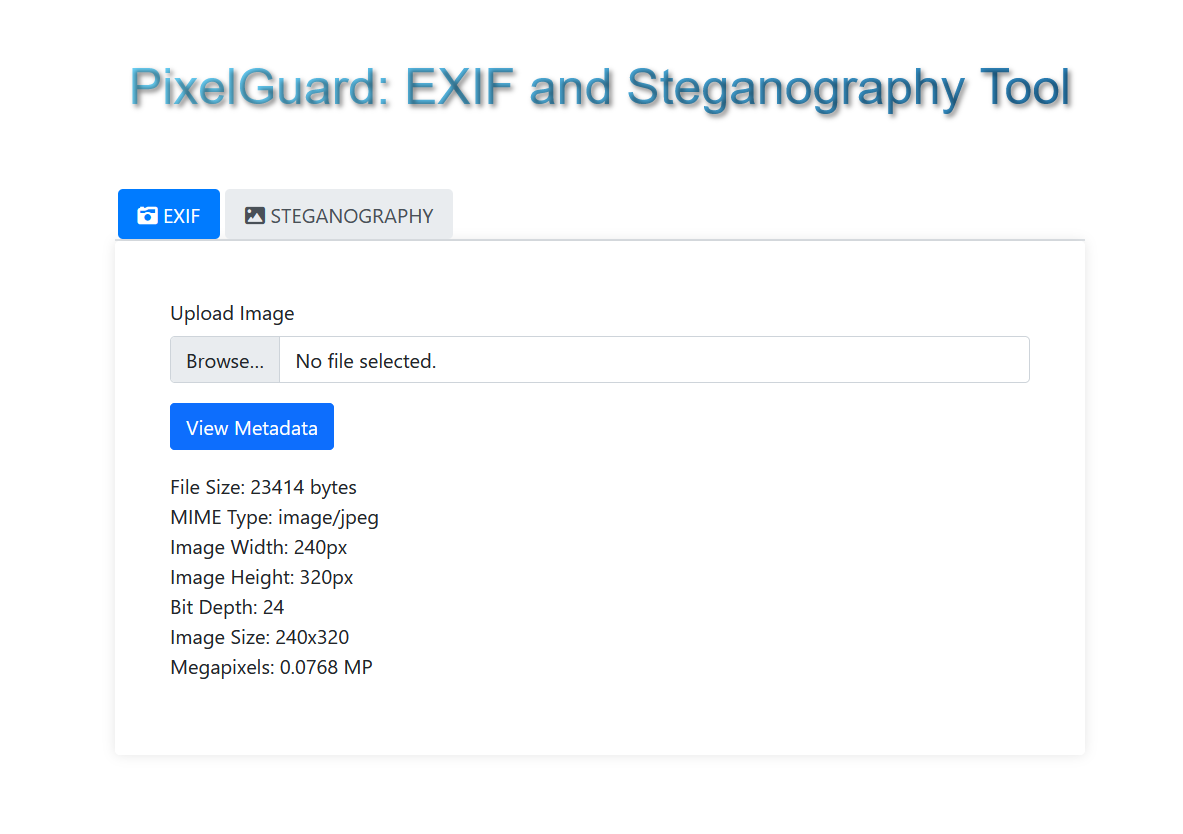 PixelGuard: EXIF and Steganography Tool
EXIF STEGANOGRAPHY
Upload Image
Browse... No file selected.
View Metadata
File Size: 23414 bytes
MIME Type: image/jpeg
Image Width: 240px
Image Height: 320px
Bit Depth: 24
Image Size: 240x320
Megapixels: 0.0768 MP